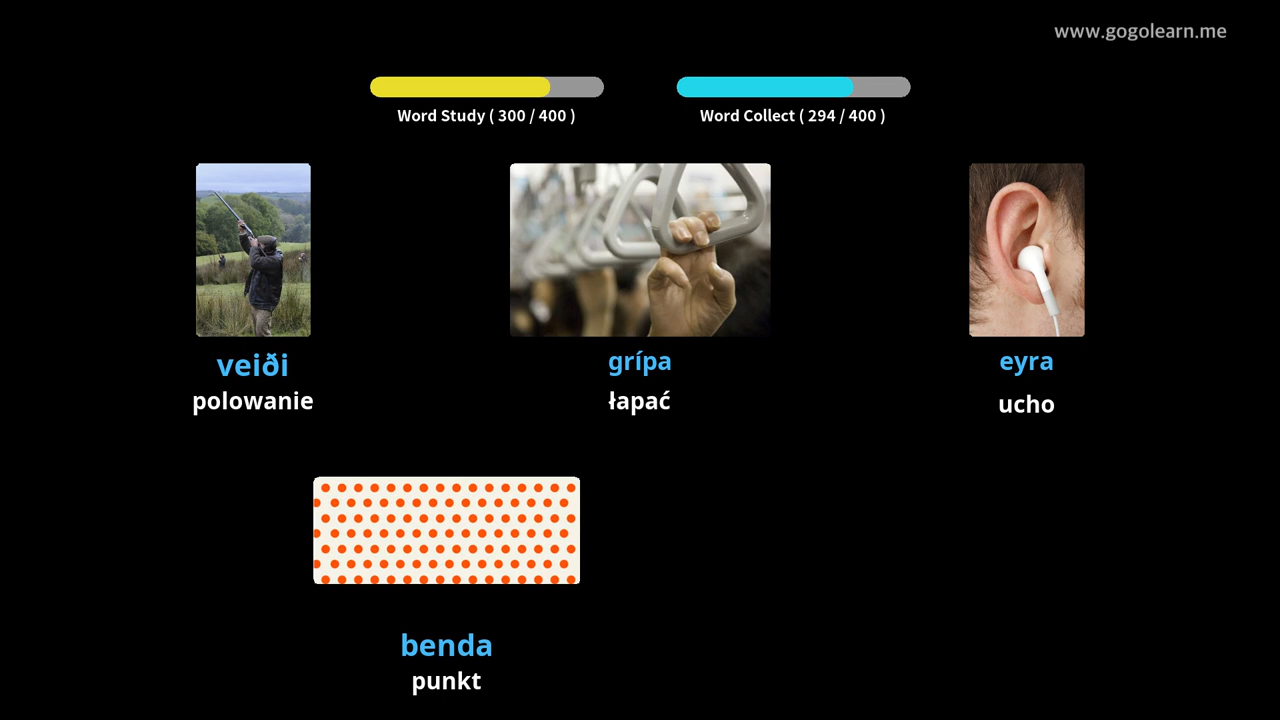 www.gogolearn.me
Word Study ( 300 / 400 )
Word Collect ( 294 / 400 )
veiði
polowanie
grípa
łapać
eyra
ucho
benda
punkt